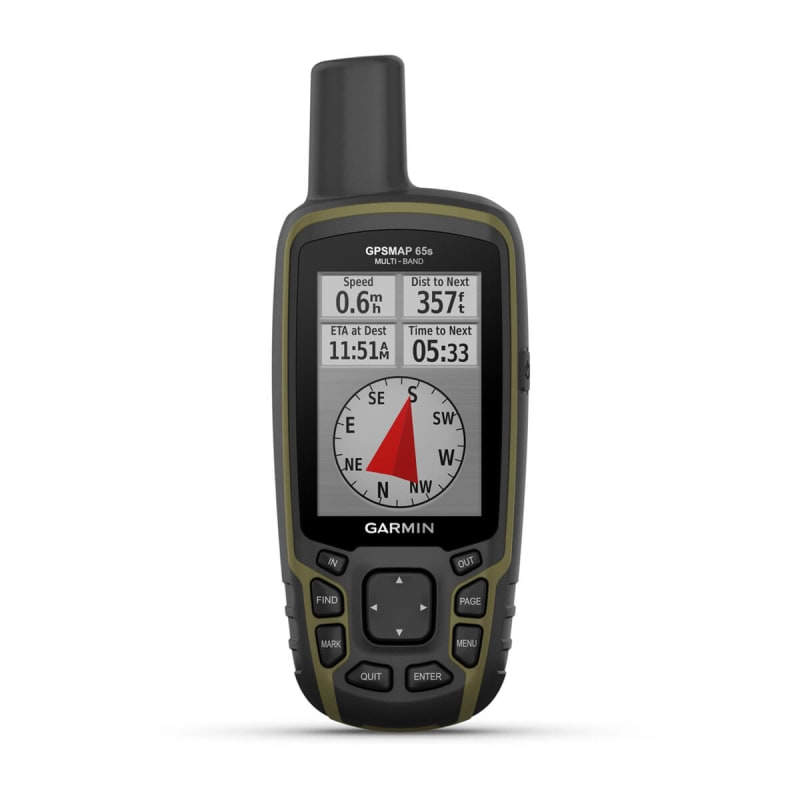 GPSMAP 65s
MULTI-BAND
Speed
0.6mh
Dist to Next
357ft
ETA at Dest
11:51AM
Time to Next
05:33
SE S SW
E W
NE N NW
GARMIN
IN OUT
FIND PAGE
MARK MENU
QUIT ENTER